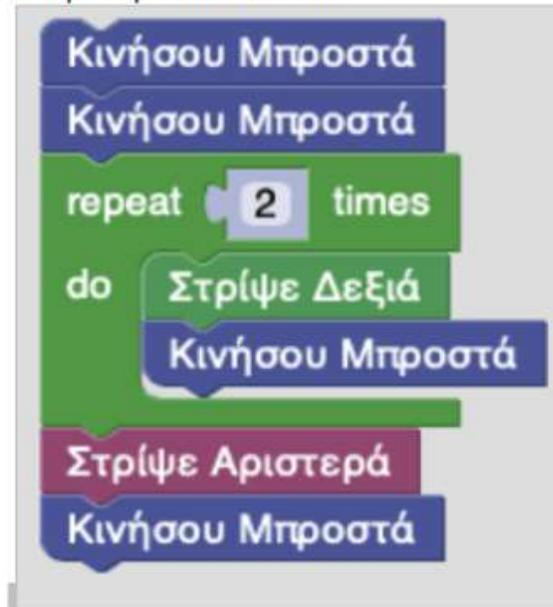 Κινήσου Μπροστά
Κινήσου Μπροστά
repeat 2 times
do Στρίψε Δεξιά
Κινήσου Μπροστά
Στρίψε Αριστερά
Κινήσου Μπροστά